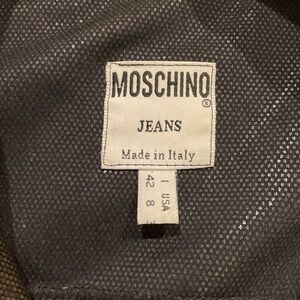 MOSCHINO®
JEANS
Made in Italy
I USA
42 8